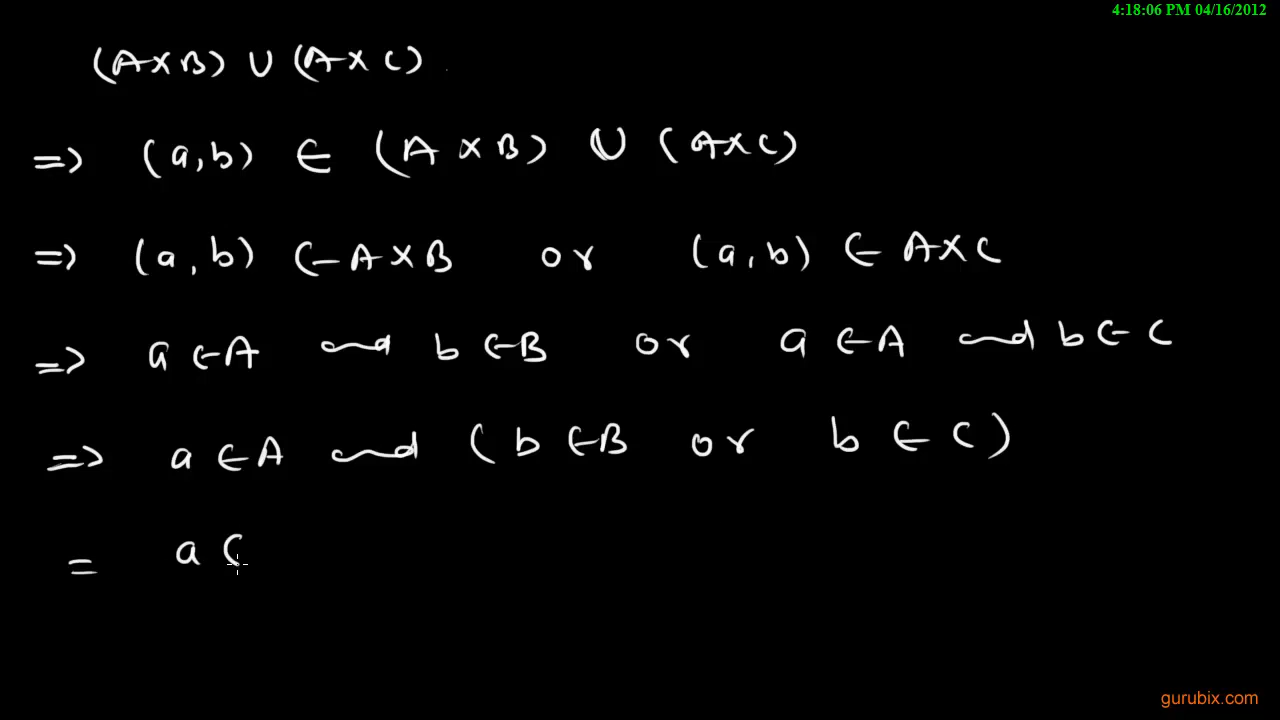 4:18:06 PM 04/16/2012
(A×B) ∪ (A×C)
=> (a,b) ∈ (A×B) ∪ (A×C)
=> (a,b) ∈ A×B or (a,b) ∈ A×C
=> a ∈ A and b ∈ B or a ∈ A and b ∈ C
=> a ∈ A and (b ∈ B or b ∈ C)
= a (
gurubix.com